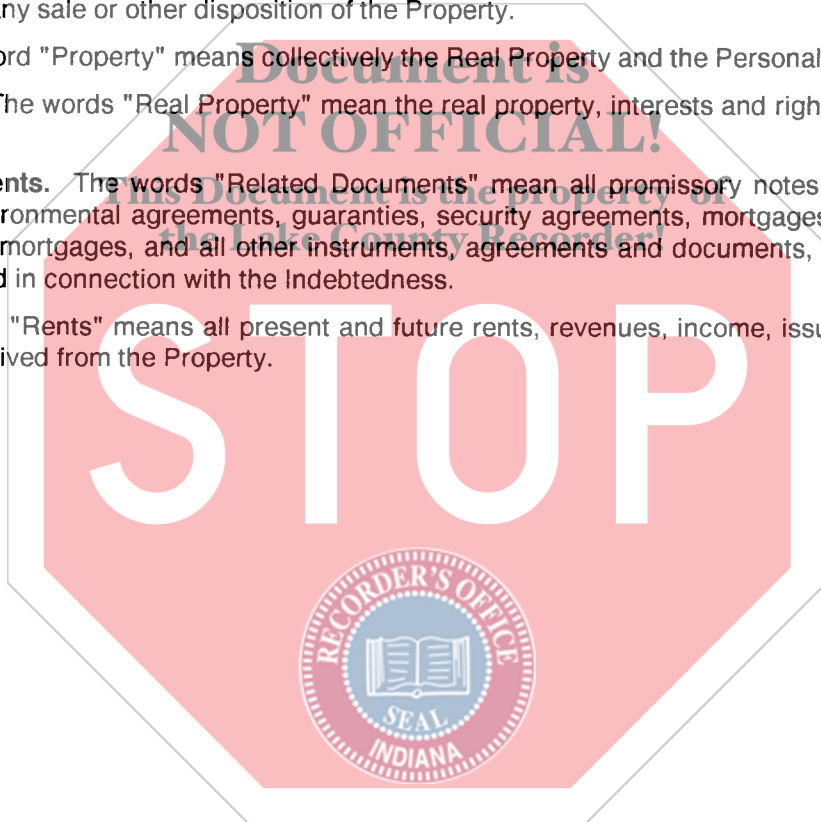 ny sale or other disposition of the Property.
ord "Property" means collectively the Real Property and the Personal
The words "Real Property" mean the real property, interests and righ
ents. The words "Related Documents" mean all promissory notes
ronmental agreements, guaranties, security agreements, mortgages
mortgages, and all other instruments, agreements and documents,
d in connection with the Indebtedness.
"Rents" means all present and future rents, revenues, income, issu
ived from the Property.
Document is
NOT OFFICIAL!
This Document is the property of
the Lake County Recorder!
STOP
RECORDER'S OFFICE
SEAL
INDIANA